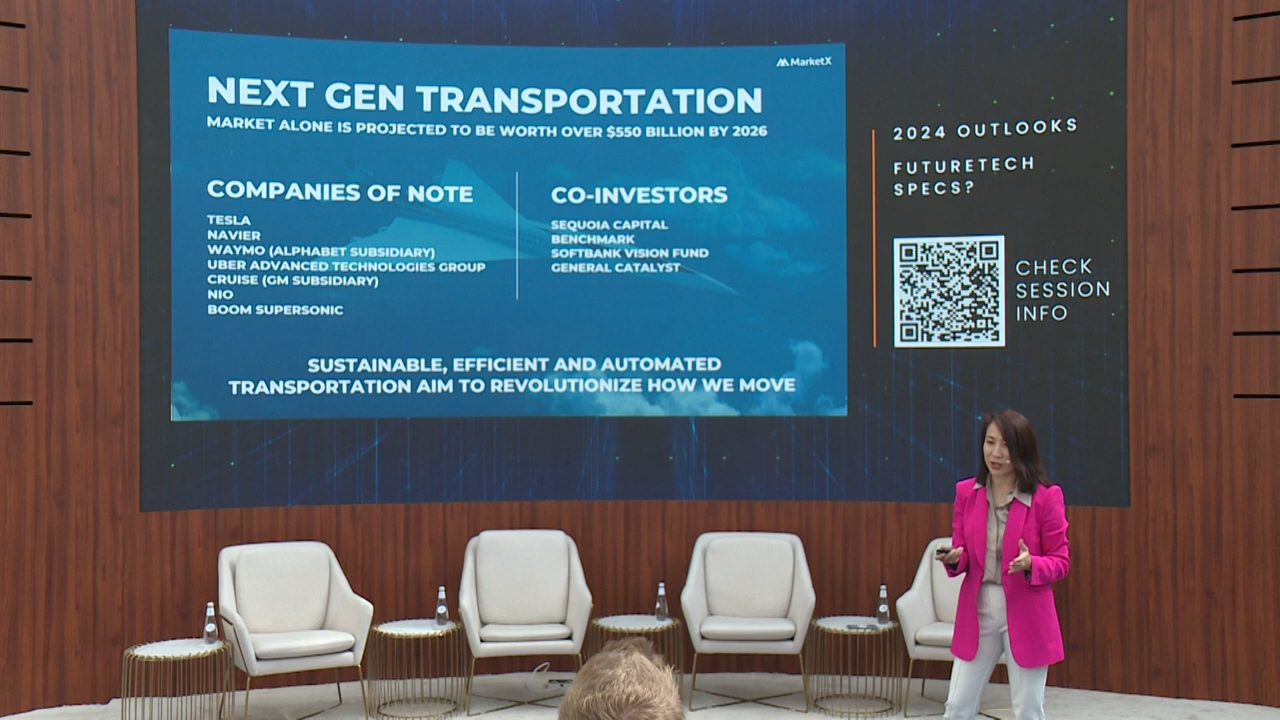 MarketX
NEXT GEN TRANSPORTATION
MARKET ALONE IS PROJECTED TO BE WORTH OVER $550 BILLION BY 2026
COMPANIES OF NOTE
TESLA
NAVIER
WAYMO (ALPHABET SUBSIDIARY)
UBER ADVANCED TECHNOLOGIES GROUP
CRUISE (GM SUBSIDIARY)
NIO
BOOM SUPERSONIC
CO-INVESTORS
SEQUOIA CAPITAL
BENCHMARK
SOFTBANK VISION FUND
GENERAL CATALYST
SUSTAINABLE, EFFICIENT AND AUTOMATED
TRANSPORTATION AIM TO REVOLUTIONIZE HOW WE MOVE
2024 OUTLOOKS
FUTURETECH
SPECS?
CHECK
SESSION
INFO